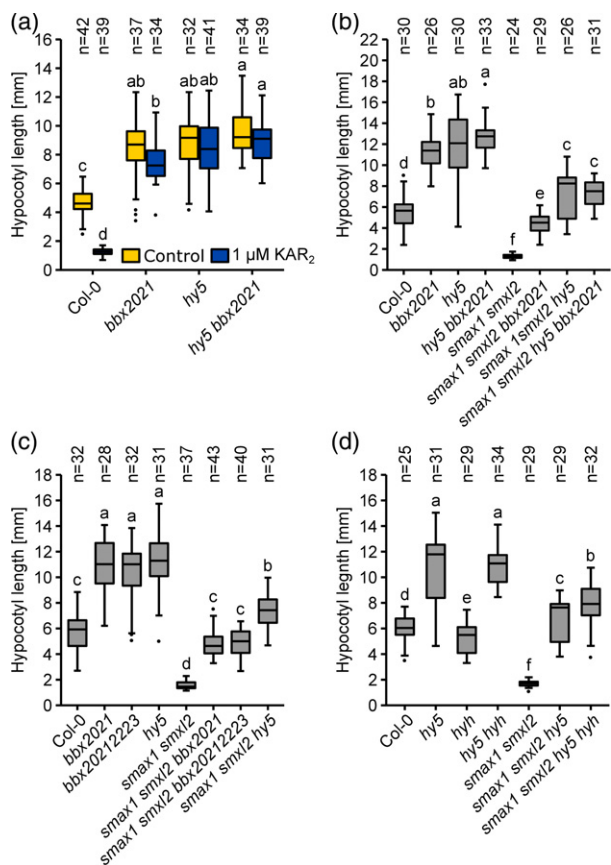 (a)
n=42
n=39
n=37
n=34
n=32
n=41
n=34
n=39
Hypocotyl length [mm]
16
14
12
10
8
6
4
2
0
c
d
ab
b
ab
ab
a
a
Control
1 µM KAR2
Col-0
bbx2021
hy5
hy5 bbx2021
(b)
n=30
n=26
n=30
n=33
n=24
n=26
n=26
n=31
Hypocotyl length [mm]
22
20
18
16
14
12
10
8
6
4
2
0
d
b
ab
a
f
e
c
c
Col-0
bbx2021
hy5
hy5 bbx2021
smax1 smxl2
smax1 smxl2 bbx2021
smax 1smxl2 hy5
smax1 smxl2 hy5 bbx2021
(c)
n=32
n=28
n=32
n=31
n=37
n=43
n=40
n=31
Hypocotyl length [mm]
18
16
14
12
10
8
6
4
2
0
c
a
a
a
d
c
c
b
Col-0
bbx2021
bbx20212223
hy5
smax1 smxl2
smax1 smxl2 bbx2021
smax1 smxl2 bbx20212223
smax1 smxl2 hy5
(d)
n=25
n=31
n=29
n=34
n=29
n=29
n=32
Hypocotyl legnth [mm]
18
16
14
12
10
8
6
4
2
0
d
a
e
a
f
c
b
Col-0
hy5
hyh
hy5 hyh
smax1 smxl2
smax1 smxl2 hy5
smax1 smxl2 hy5 hyh